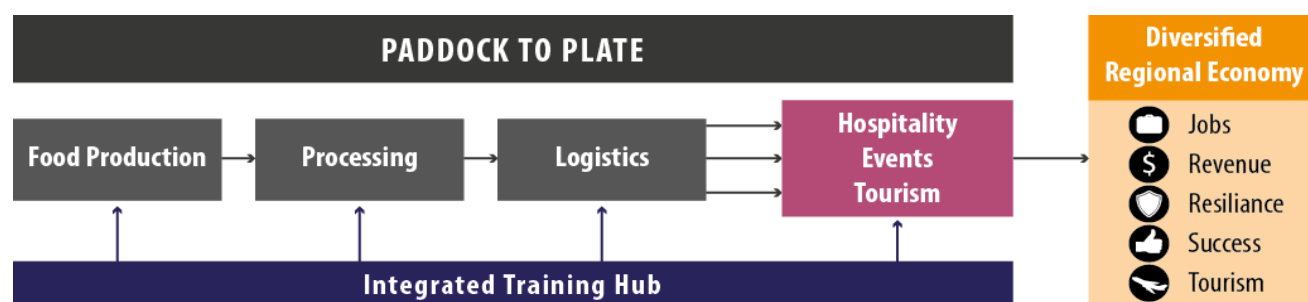 PADDOCK TO PLATE
Food Production
Processing
Logistics
Hospitality
Events
Tourism
Integrated Training Hub
Diversified
Regional Economy
Jobs
$
Revenue
Resiliance
Success
Tourism